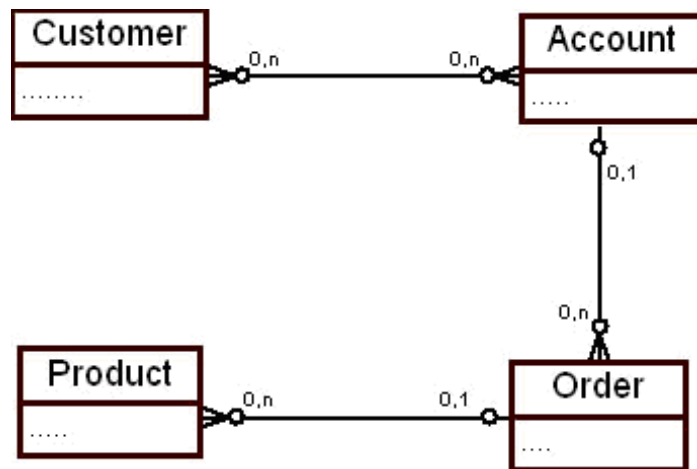 Customer
........
0,n
0,n
Account
.....
0,1
0,n
Product
.....
0,n
0,1
Order
....